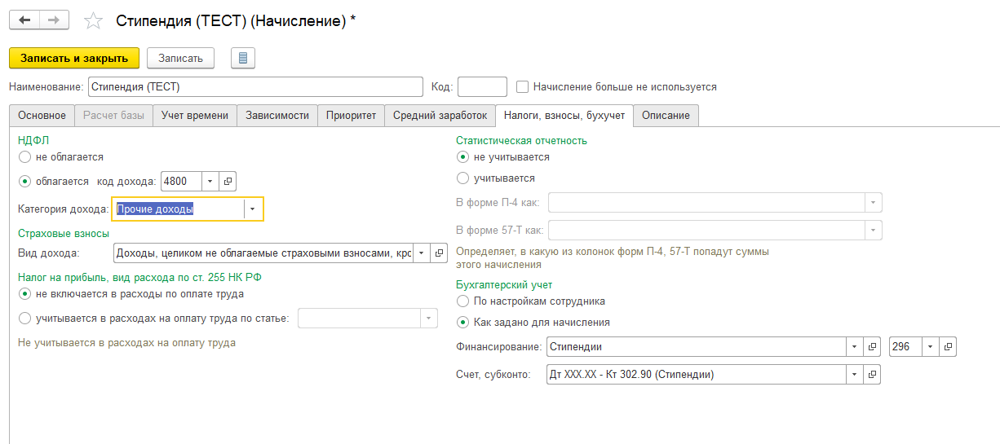 Стипендия (ТЕСТ) (Начисление) *
Записать и закрыть
Записать
Наименование: Стипендия (ТЕСТ) Код: Начисление больше не используется
Основное Расчет базы Учет времени Зависимости Приоритет Средний заработок Налоги, взносы, бухучет Описание
НДФЛ
не облагается
облагается код дохода: 4800
Категория дохода: Прочие доходы
Страховые взносы
Вид дохода: Доходы, целиком не облагаемые страховыми взносами, крс
Налог на прибыль, вид расхода по ст. 255 НК РФ
не включается в расходы по оплате труда
учитывается в расходах на оплату труда по статье:
Не учитывается в расходах на оплату труда
Статистическая отчетность
не учитывается
учитывается
В форме П-4 как:
В форме 57-Т как:
Определяет, в какую из колонок форм П-4, 57-Т попадут суммы
этого начисления
Бухгалтерский учет
По настройкам сотрудника
Как задано для начисления
Финансирование: Стипендии 296
Счет, субконто: Дт XXX.XX - Кт 302.90 (Стипендии)